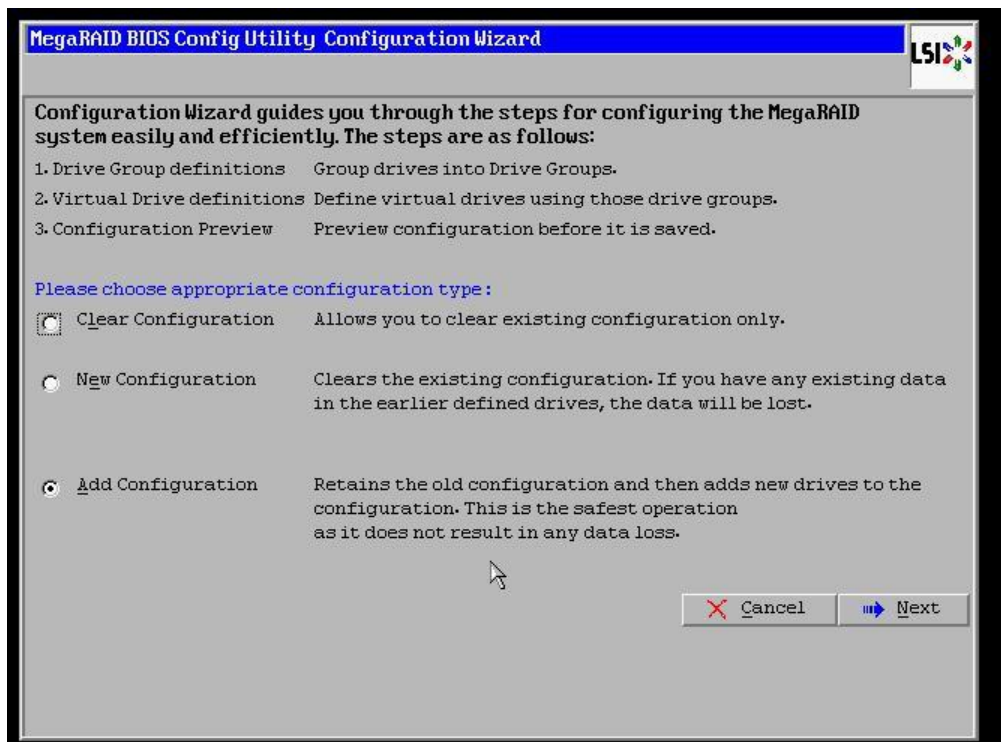 MegaRAID BIOS Config Utility Configuration Wizard
LSI
Configuration Wizard guides you through the steps for configuring the MegaRAID
system easily and efficiently. The steps are as follows:
1. Drive Group definitions Group drives into Drive Groups.
2. Virtual Drive definitions Define virtual drives using those drive groups.
3. Configuration Preview Preview configuration before it is saved.
Please choose appropriate configuration type:
Clear Configuration Allows you to clear existing configuration only.
New Configuration Clears the existing configuration. If you have any existing data
in the earlier defined drives, the data will be lost.
Add Configuration Retains the old configuration and then adds new drives to the
configuration. This is the safest operation
as it does not result in any data loss.
Cancel Next